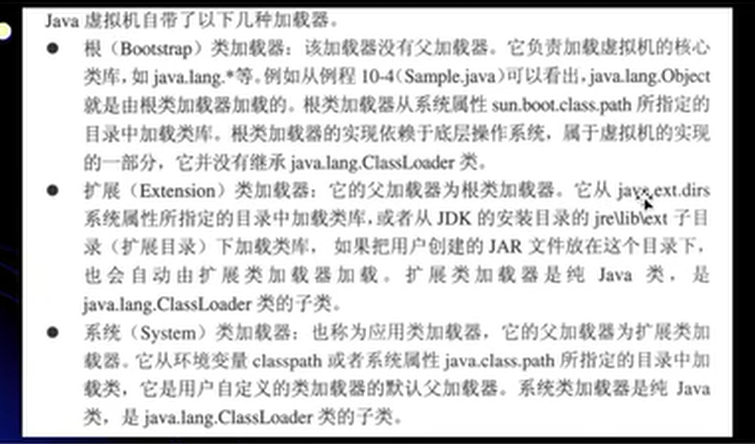 Java 虚拟机自带了以下几种加载器。
● 根（Bootstrap）类加载器：该加载器没有父加载器。它负责加载虚拟机的核心
类库，如 java.lang.*等。例如从例程 10-4（Sample.java）可以看出，java.lang.Object
就是由根类加载器加载的。根类加载器从系统属性 sun.boot.class.path 所指定的
目录中加载类库。根类加载器的实现依赖于底层操作系统，属于虚拟机的实现
的一部分，它并没有继承 java.lang.ClassLoader 类。
● 扩展（Extension）类加载器：它的父加载器为根类加载器。它从 java.ext.dirs
系统属性所指定的目录中加载类库，或者从 JDK 的安装目录的 jre\lib\ext 子目
录（扩展目录）下加载类库， 如果把用户创建的 JAR 文件放在这个目录下，
也会自动由扩展类加载器加载。扩展类加载器是纯 Java 类，是
java.lang.ClassLoader 类的子类。
● 系统（System）类加载器：也称为应用类加载器，它的父加载器为扩展类加
载器。它从环境变量 classpath 或者系统属性 java.class.path 所指定的目录中加
载类，它是用户自定义的类加载器的默认父加载器。系统类加载器是纯 Java
类，是 java.lang.ClassLoader 类的子类。